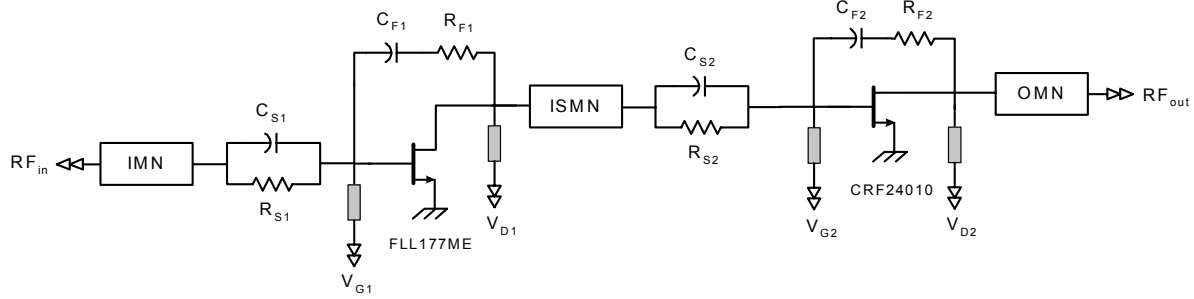 RF_in
IMN
C_S1
R_S1
C_F1
R_F1
V_G1
FLL177ME
V_D1
ISMN
C_S2
R_S2
C_F2
R_F2
V_G2
CRF24010
V_D2
OMN
RF_out